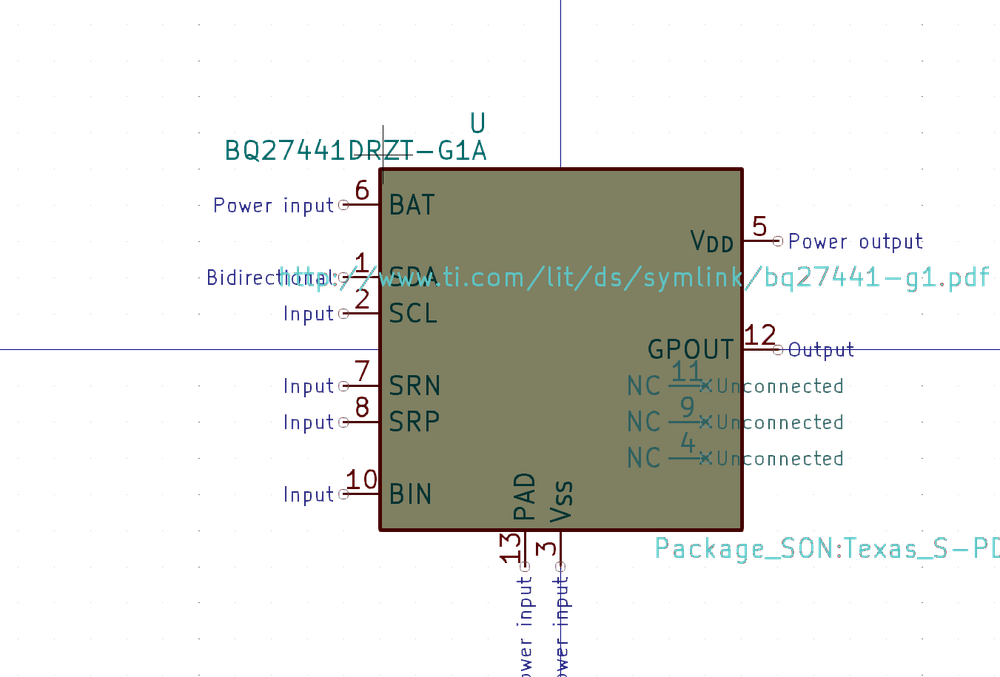 U
BQ27441DRZT-G1A
Power input 6 BAT
VDD 5 Power output
Bidirectional 1 SDA
http://www.ti.com/lit/ds/symlink/bq27441-g1.pdf
Input 2 SCL
GPOUT 12 Output
Input 7 SRN
NC 11 Unconnected
Input 8 SRP
NC 9 Unconnected
NC 4 Unconnected
Input 10 BIN
PAD 13
Vss 3
Package_SON:Texas_S-PD
ower input
ower input